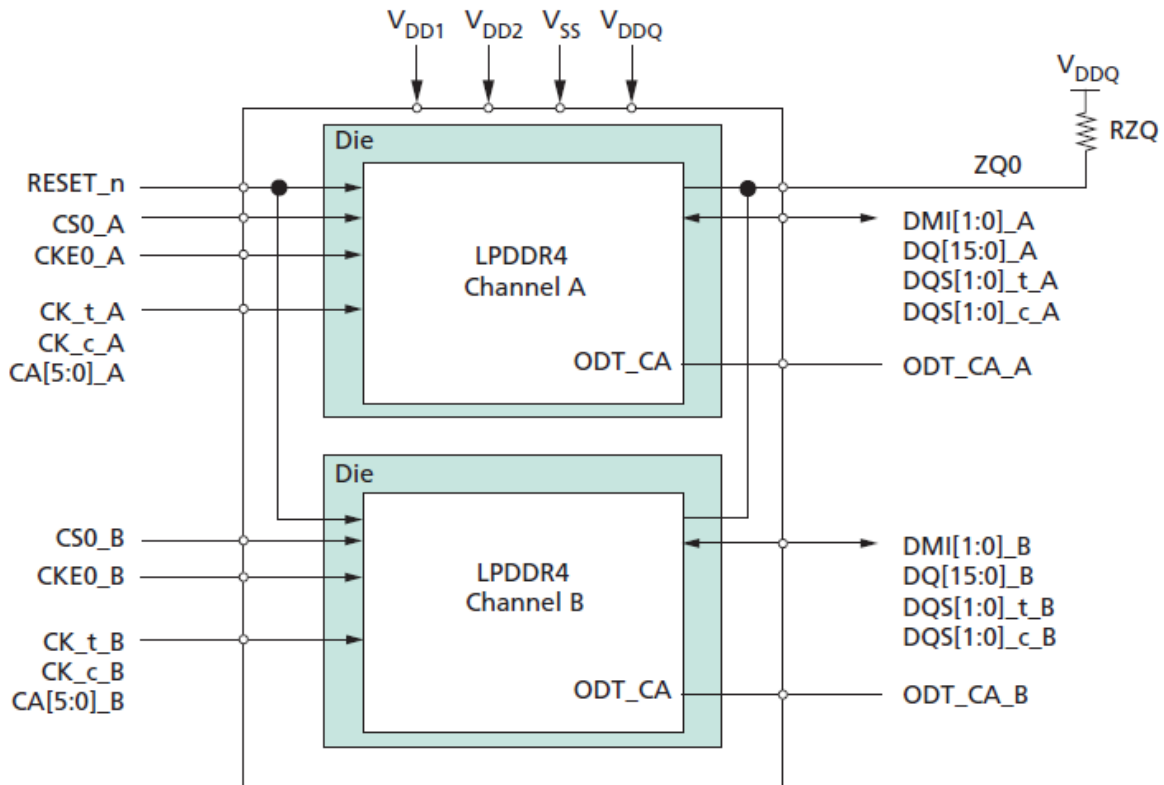 VDD1 VDD2 VSS VDDQ
VDDQ
RZQ
ZQ0
Die
RESET_n
CS0_A
CKE0_A
CK_t_A
CK_c_A
CA[5:0]_A
LPDDR4
Channel A
ODT_CA
DMI[1:0]_A
DQ[15:0]_A
DQS[1:0]_t_A
DQS[1:0]_c_A
ODT_CA_A
Die
CS0_B
CKE0_B
CK_t_B
CK_c_B
CA[5:0]_B
LPDDR4
Channel B
ODT_CA
DMI[1:0]_B
DQ[15:0]_B
DQS[1:0]_t_B
DQS[1:0]_c_B
ODT_CA_B